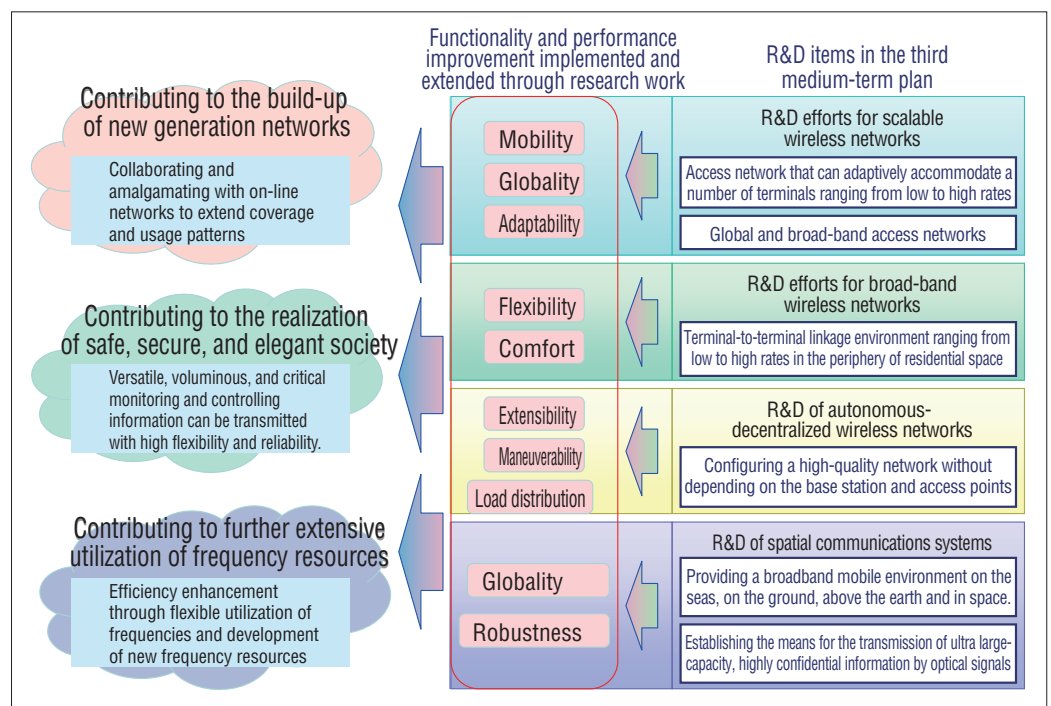 Functionality and performance
improvement implemented and
extended through research work
R&D items in the third
medium-term plan
Contributing to the build-up
of new generation networks
Collaborating and
amalgamating with on-line
networks to extend coverage
and usage patterns
Contributing to the realization
of safe, secure, and elegant society
Versatile, voluminous, and critical
monitoring and controlling
information can be transmitted
with high flexibility and reliability.
Contributing to further extensive
utilization of frequency resources
Efficiency enhancement
through flexible utilization of
frequencies and development
of new frequency resources
Mobility
Globality
Adaptability
R&D efforts for scalable
wireless networks
Access network that can adaptively accommodate a
number of terminals ranging from low to high rates
Global and broad-band access networks
Flexibility
Comfort
R&D efforts for broad-band
wireless networks
Terminal-to-terminal linkage environment ranging from
low to high rates in the periphery of residential space
Extensibility
Maneuverability
Load distribution
R&D of autonomous-
decentralized wireless networks
Configuring a high-quality network without
depending on the base station and access points
Globality
Robustness
R&D of spatial communications systems
Providing a broadband mobile environment on the
seas, on the ground, above the earth and in space.
Establishing the means for the transmission of ultra large-
capacity, highly confidential information by optical signals